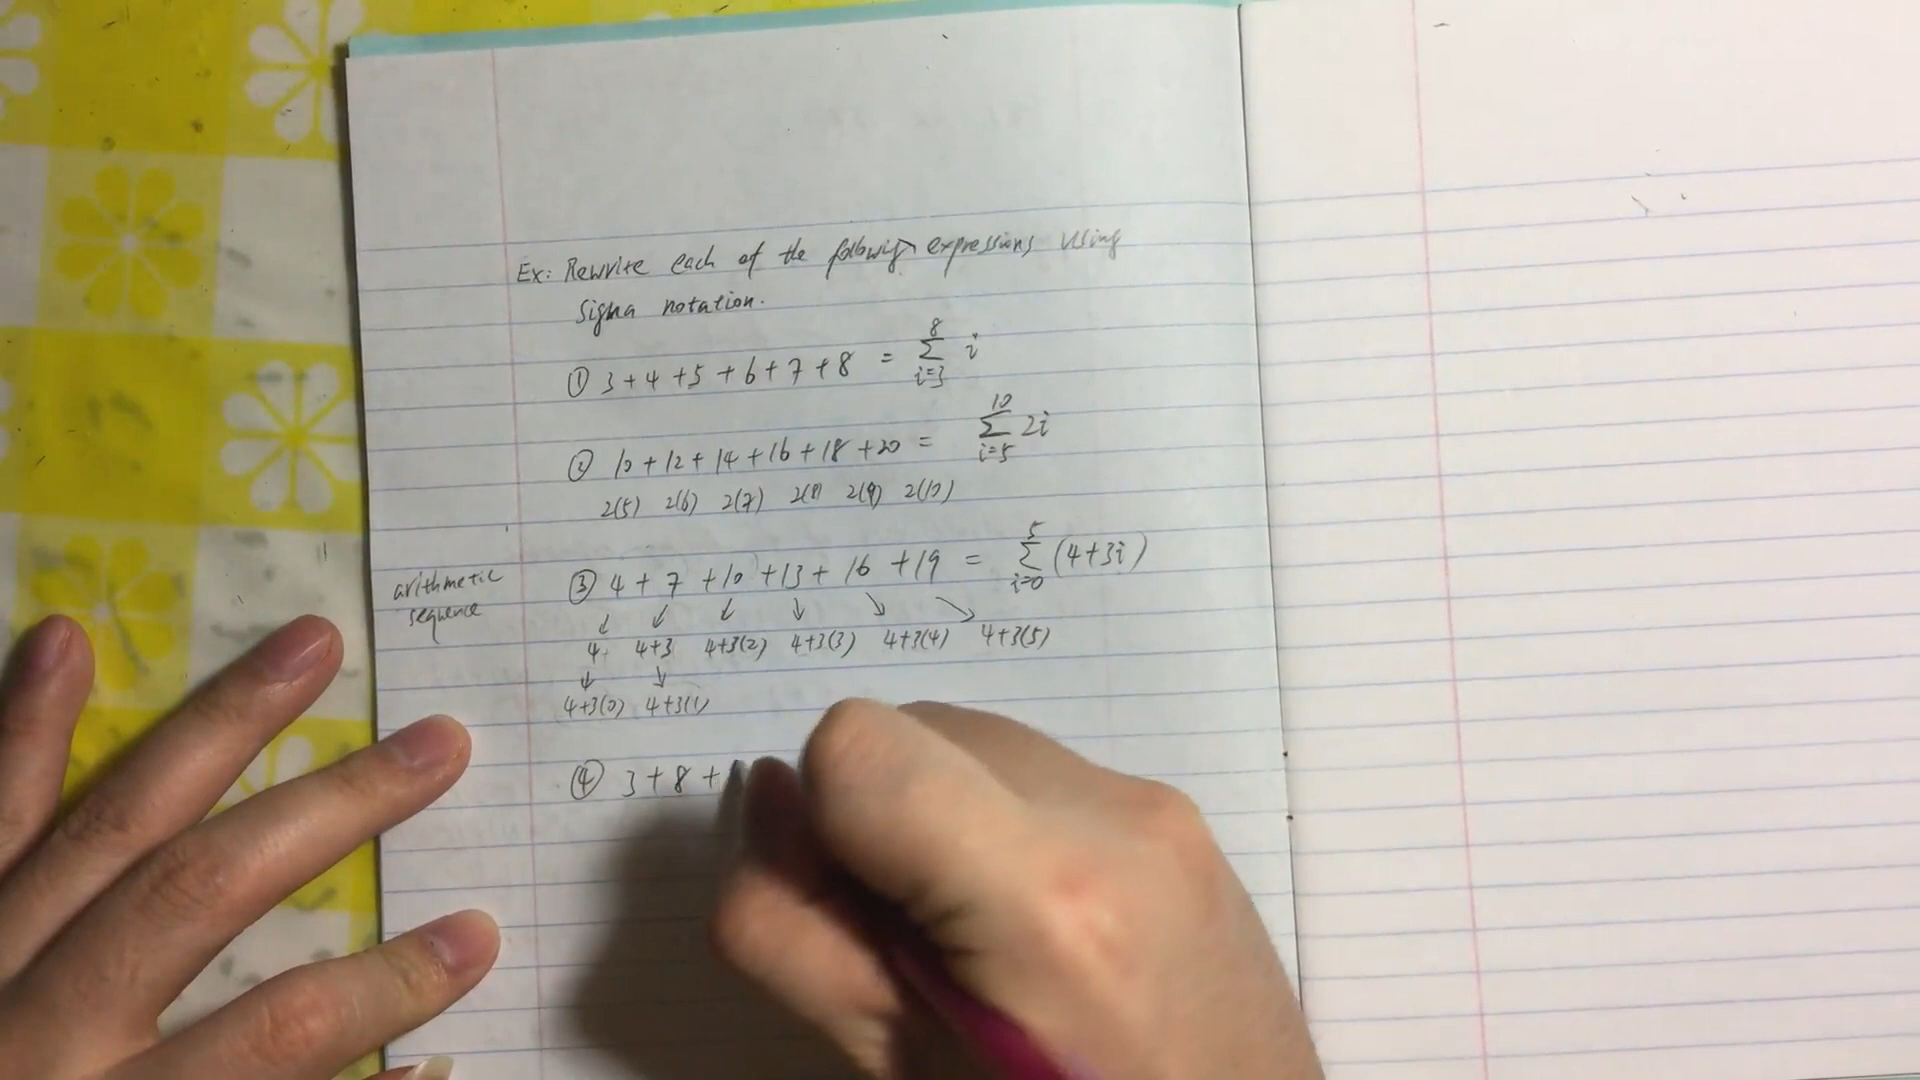 Ex: Rewrite each of the following expressions using
Sigma notation.
① 3+4+5+6+7+8 = \sum_{i=3}^{8} i
② 10+12+14+16+18+20 = \sum_{i=5}^{10} 2i
2(5) 2(6) 2(7) 2(8) 2(9) 2(10)
arithmetic
sequence
③ 4+7+10+13+16+19 = \sum_{i=0}^{5} (4+3i)
↓ ↓ ↓ ↓ ↓ ↓
4 4+3 4+3(2) 4+3(3) 4+3(4) 4+3(5)
↓ ↓
4+3(0) 4+3(1)
④ 3+8+